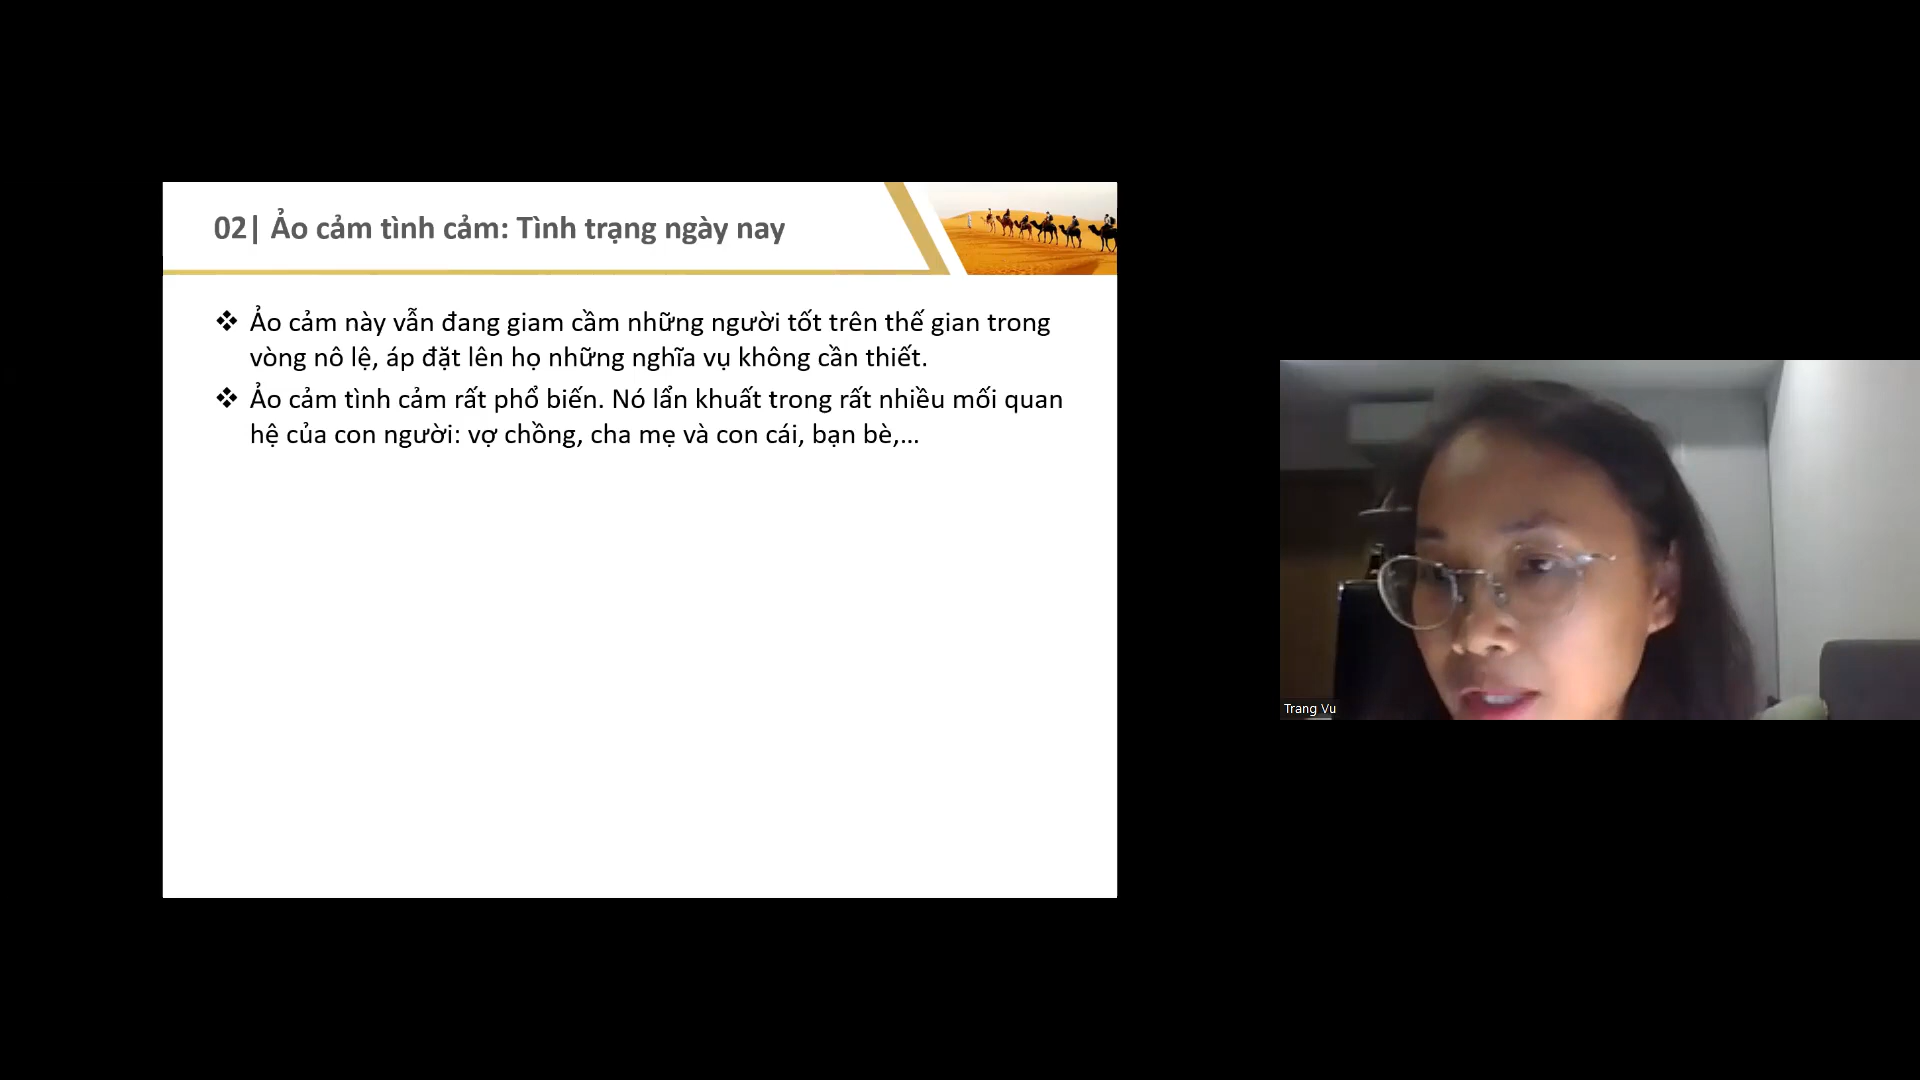 02| Ảo cảm tình cảm: Tình trạng ngày nay
❖ Ảo cảm này vẫn đang giam cầm những người tốt trên thế gian trong
vòng nô lệ, áp đặt lên họ những nghĩa vụ không cần thiết.
❖ Ảo cảm tình cảm rất phổ biến. Nó lẩn khuất trong rất nhiều mối quan
hệ của con người: vợ chồng, cha mẹ và con cái, bạn bè,...
Trang Vu